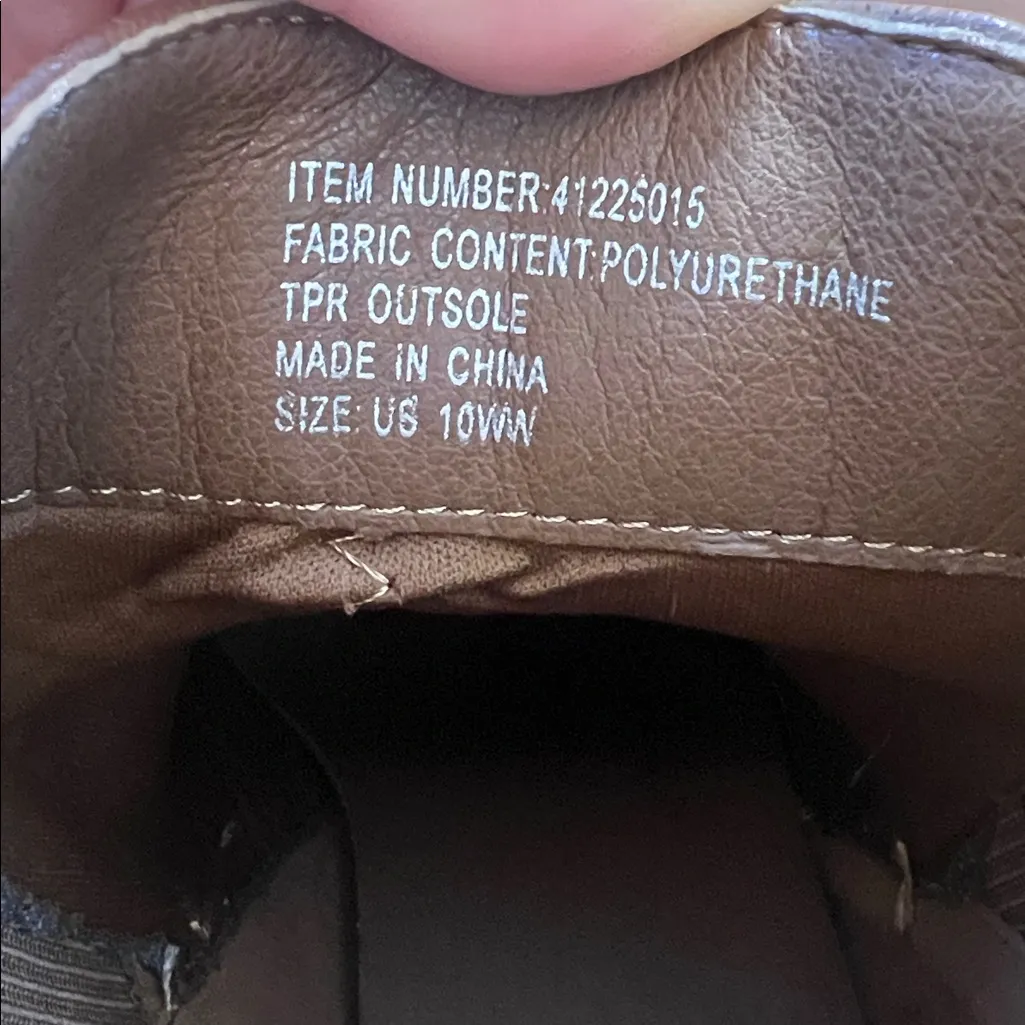 ITEM NUMBER:41225015
FABRIC CONTENT:POLYURETHANE
TPR OUTSOLE
MADE IN CHINA
SIZE: US 10WW